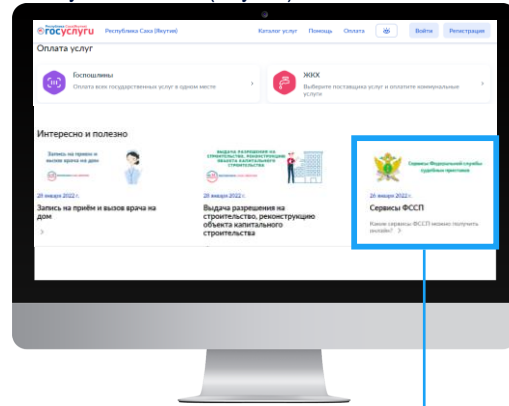 Республика Саха (Якутия)
госуслуги
Республика Саха (Якутия)
Каталог услуг
Помощь
Оплата
Войти
Регистрация
Оплата услуг
Госпошлины
Оплата всех государственных услуг в одном месте
ЖКХ
Выберите поставщика услуг и оплатите коммунальные
услуги
Интересно и полезно
Запись на прием и
вызов врача на дом
28 января 2022 г.
Запись на приём и вызов врача на
дом
ВЫДАЧА РАЗРЕШЕНИЯ НА
СТРОИТЕЛЬСТВО, РЕКОНСТРУКЦИЮ
ОБЪЕКТА КАПИТАЛЬНОГО
СТРОИТЕЛЬСТВА
28 января 2022 г.
Выдача разрешения на
строительство, реконструкцию
объекта капитального
строительства
Сервисы Федеральной службы
судебных приставов
26 января 2022 г.
Сервисы ФССП
Какие сервисы ФССП можно получить
онлайн?